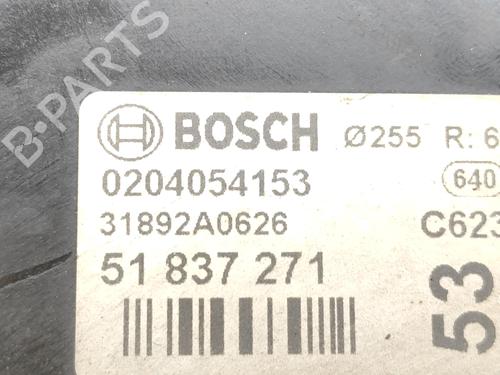 B-PARTS
BOSCH Ø255 R: 6
0204054153 640
31892A0626 C623
51 837 271
53